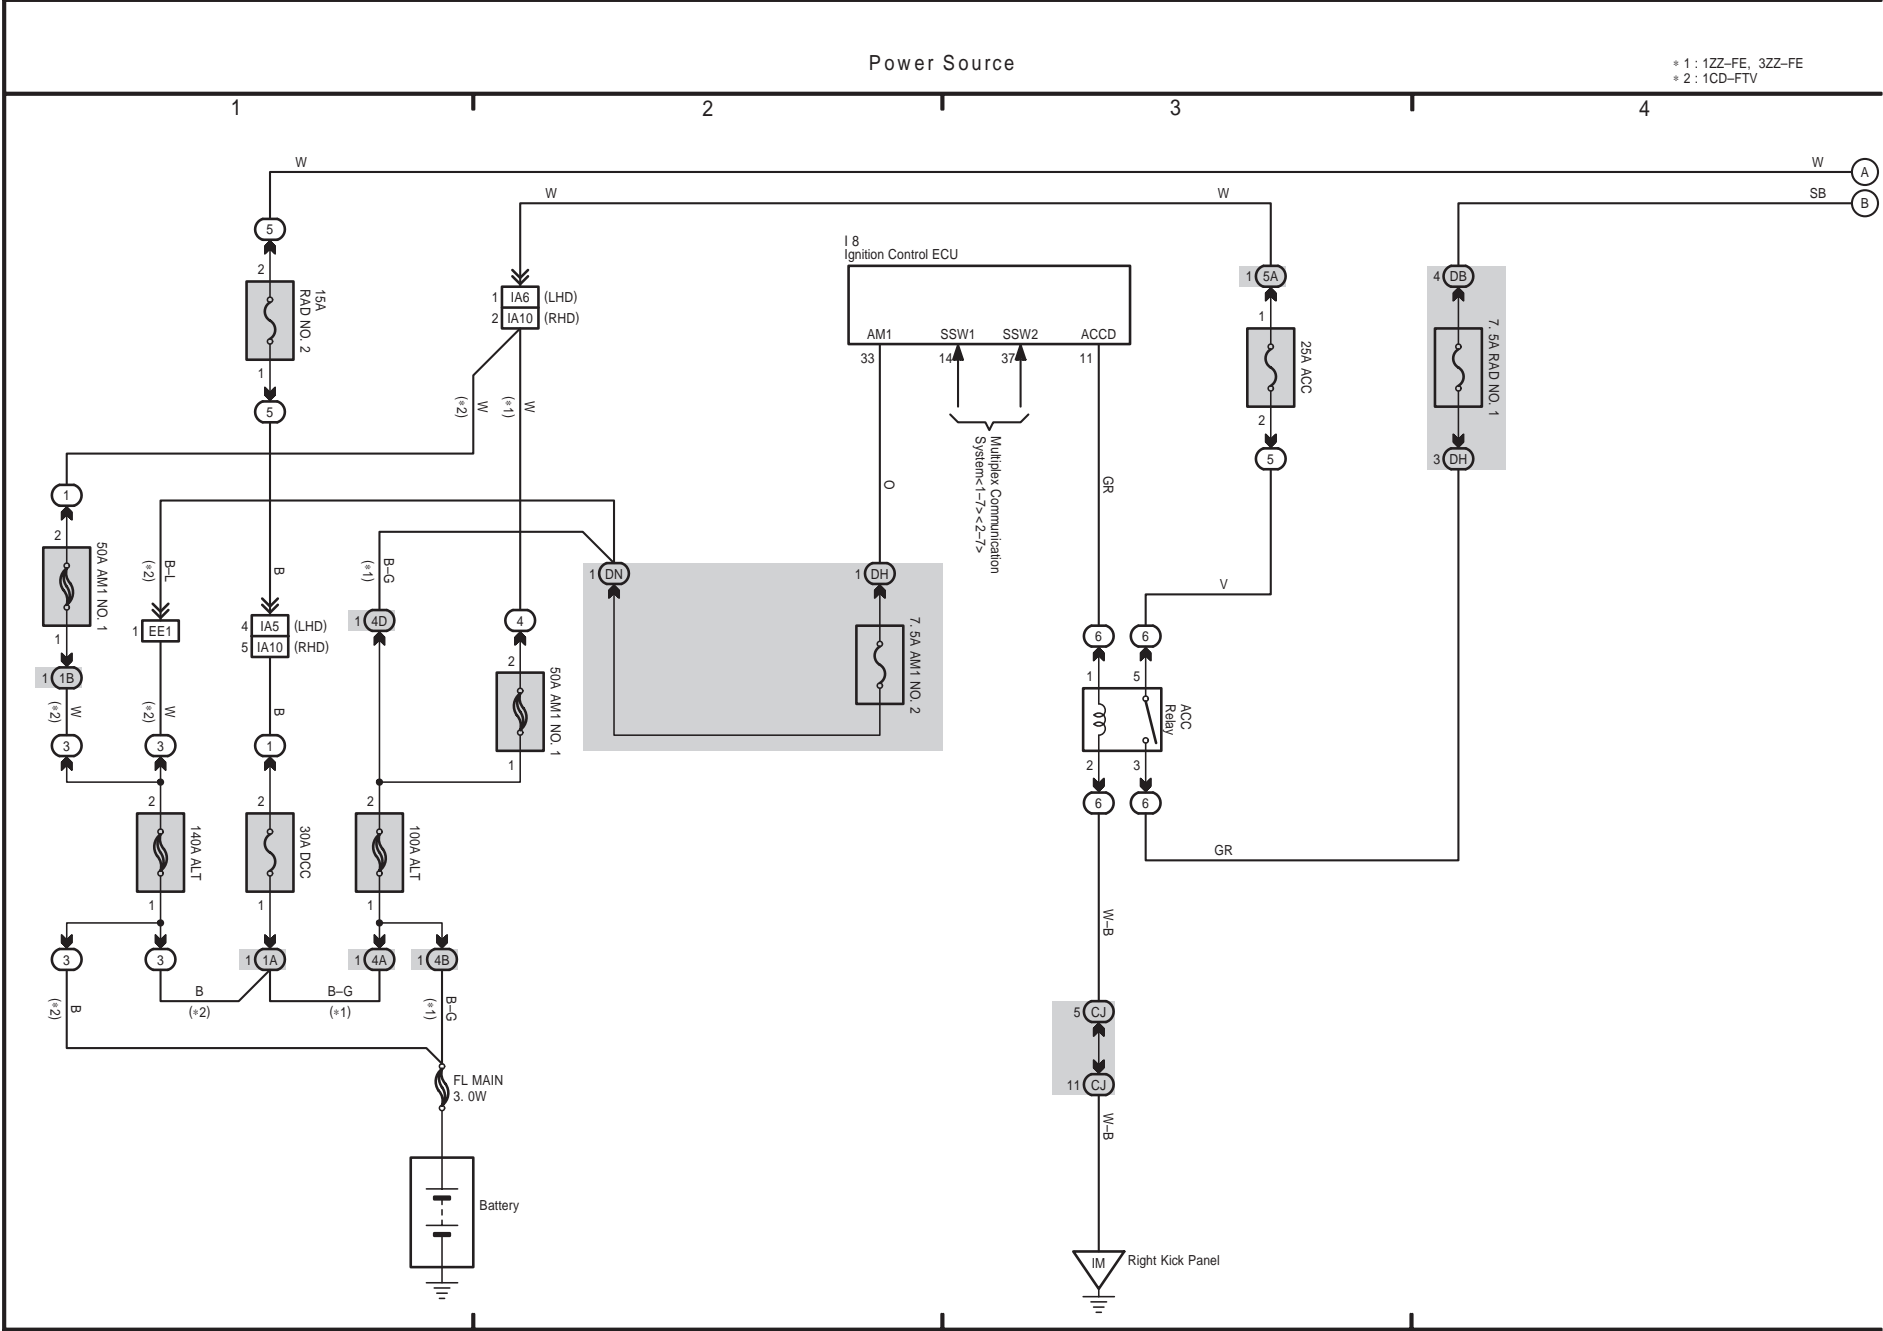 Power Source
* 1 : 1ZZ–FE, 3ZZ–FE
* 2 : 1CD–FTV
1
2
3
4
W
W
A
W
W
SB
B
5
2
15A
RAD NO. 2
1
5
1
IA6
(LHD)
2
IA10
(RHD)
W
(*2)
W
(*1)
I 8
Ignition Control ECU
AM1
SSW1
SSW2
ACCD
33
14
37
11
Multiplex Communication
System<1–7><2–7>
O
GR
1
5A
1
25A ACC
2
5
4
DB
7. 5A RAD NO. 1
3
DH
1
2
50A AM1 NO. 1
1
1
1B
W
(*2)
3
B–L
(*2)
1
EE1
W
(*2)
3
B
4
IA5
(LHD)
5
IA10
(RHD)
B
1
B–G
(*1)
1
4D
4
2
50A AM1 NO. 1
1
1
DN
1
DH
7. 5A AM1 NO. 2
V
6
6
1
5
ACC
Relay
2
3
6
6
GR
2
140A ALT
1
2
30A DCC
1
2
100A ALT
1
3
3
1
1A
1
4A
1
4B
B
(*2)
B
(*2)
B–G
(*1)
B–G
(*1)
FL MAIN
3. 0W
Battery
W–B
5
CJ
11
CJ
W–B
IM
Right Kick Panel